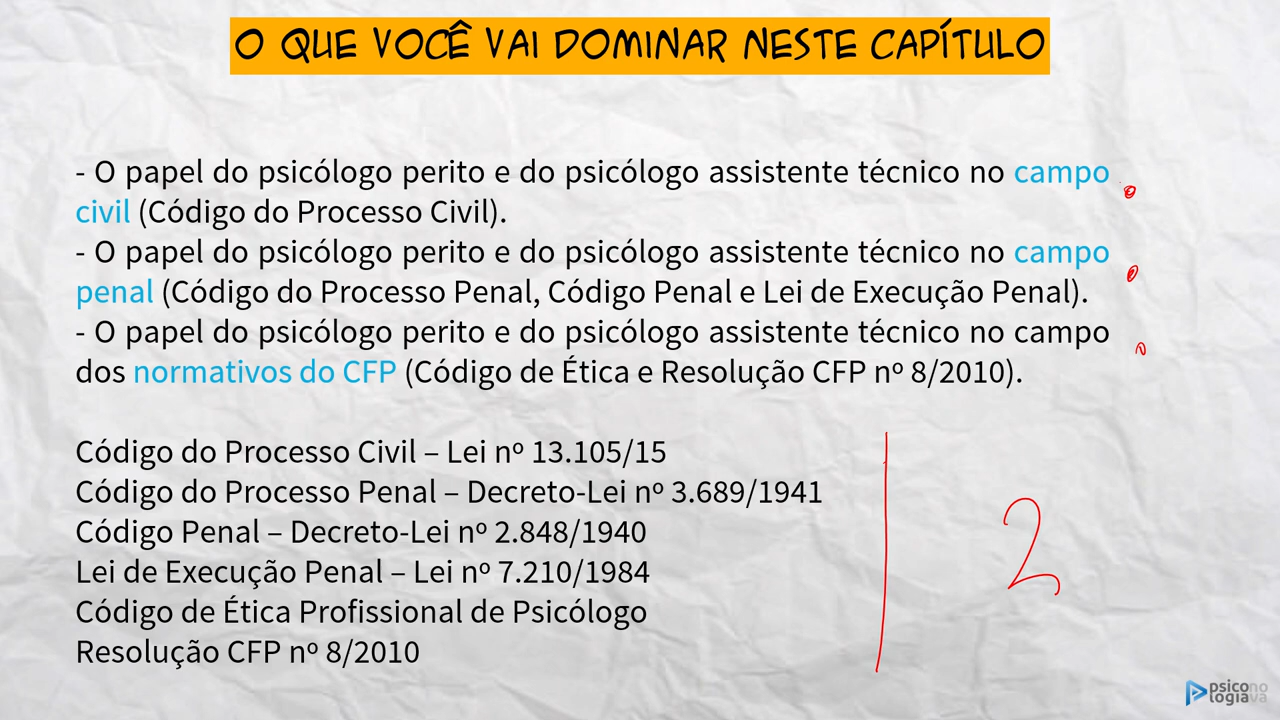 O QUE VOCÊ VAI DOMINAR NESTE CAPÍTULO
- O papel do psicólogo perito e do psicólogo assistente técnico no campo
civil (Código do Processo Civil).
- O papel do psicólogo perito e do psicólogo assistente técnico no campo
penal (Código do Processo Penal, Código Penal e Lei de Execução Penal).
- O papel do psicólogo perito e do psicólogo assistente técnico no campo
dos normativos do CFP (Código de Ética e Resolução CFP nº 8/2010).
Código do Processo Civil – Lei nº 13.105/15
Código do Processo Penal – Decreto-Lei nº 3.689/1941
Código Penal – Decreto-Lei nº 2.848/1940
Lei de Execução Penal – Lei nº 7.210/1984
Código de Ética Profissional de Psicólogo
Resolução CFP nº 8/2010
2
psicono
logiava